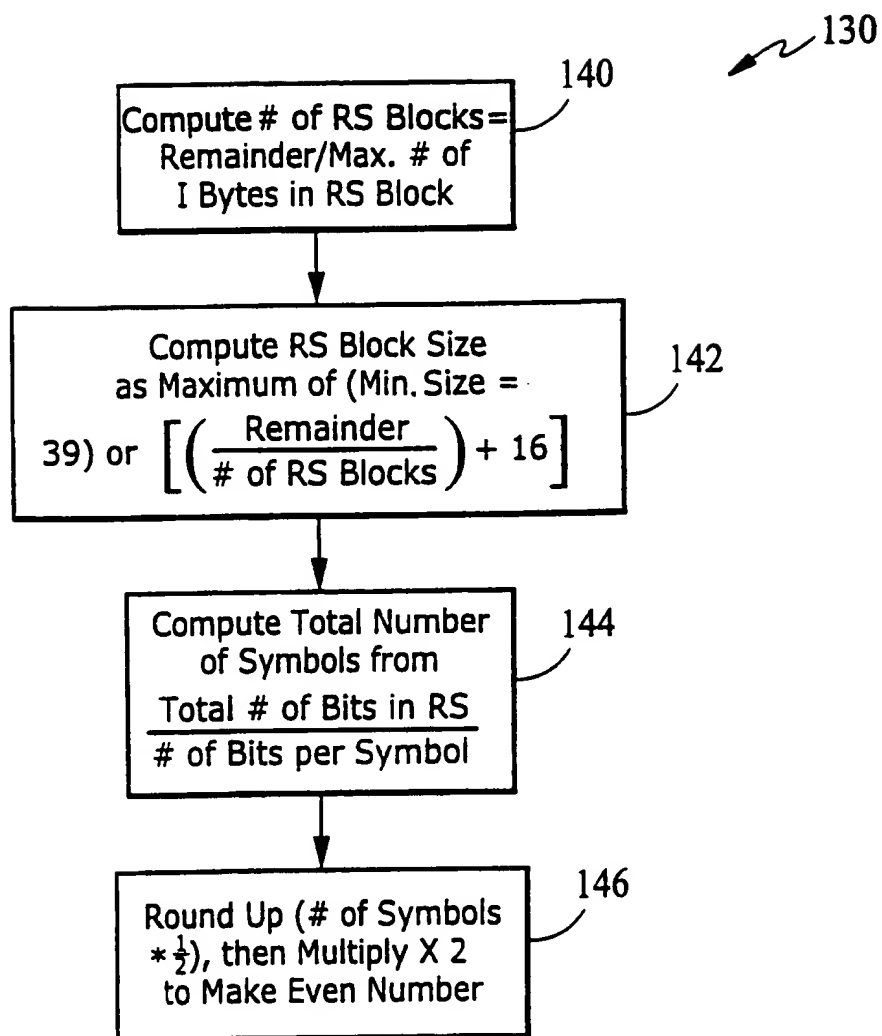 130
140
Compute # of RS Blocks=
Remainder/Max. # of
I Bytes in RS Block
142
Compute RS Block Size
as Maximum of (Min. Size =
39) or [(Remainder / # of RS Blocks) + 16]
144
Compute Total Number
of Symbols from
Total # of Bits in RS
# of Bits per Symbol
146
Round Up (# of Symbols
* ½), then Multiply X 2
to Make Even Number